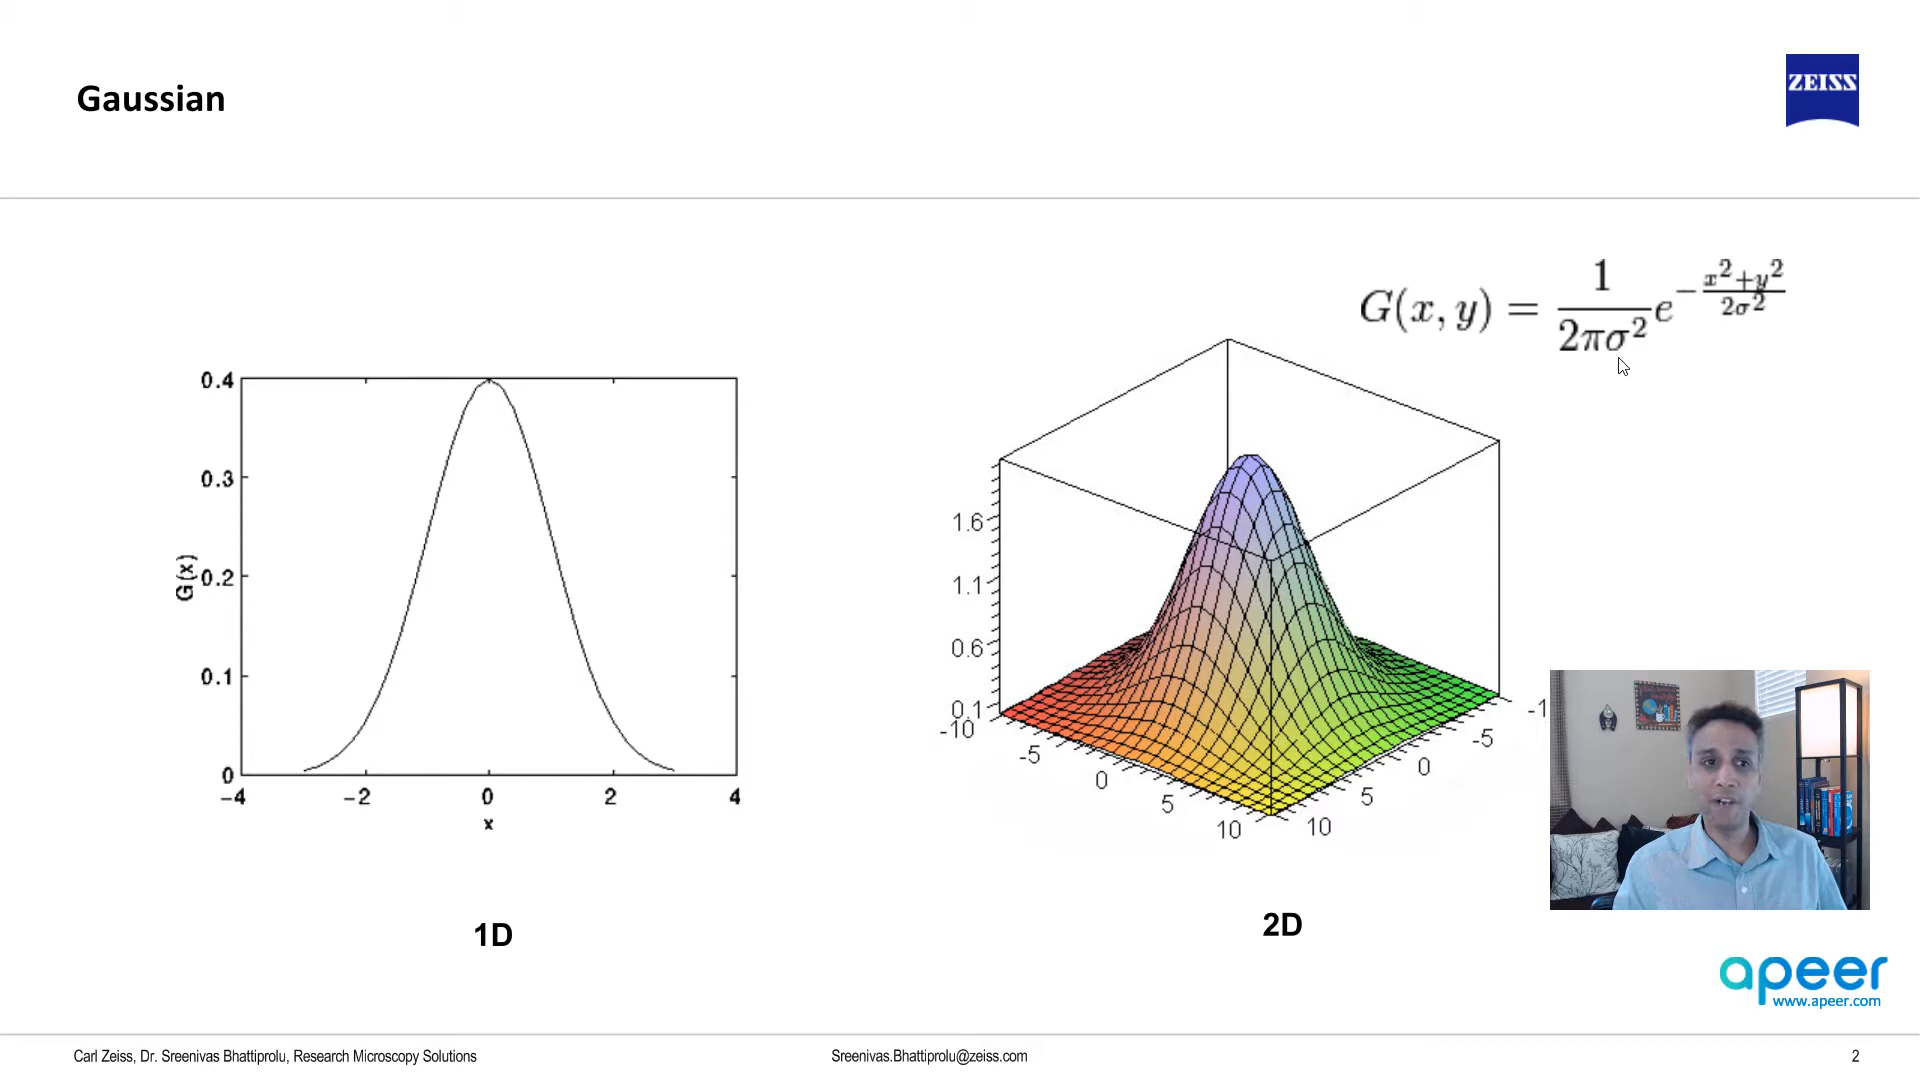 Gaussian
ZEISS
G(x, y) = 1/2πσ² e^−(x²+y²)/2σ²
0.4
0.3
G(x)
0.2
0.1
0
−4
−2
0
2
4
x
1D
1.6
1.1
0.6
0.1
-10
-5
0
5
10
10
5
0
-5
-1
2D
apeer
www.apeer.com
Carl Zeiss, Dr. Sreenivas Bhattiprolu, Research Microscopy Solutions
Sreenivas.Bhattiprolu@zeiss.com
2